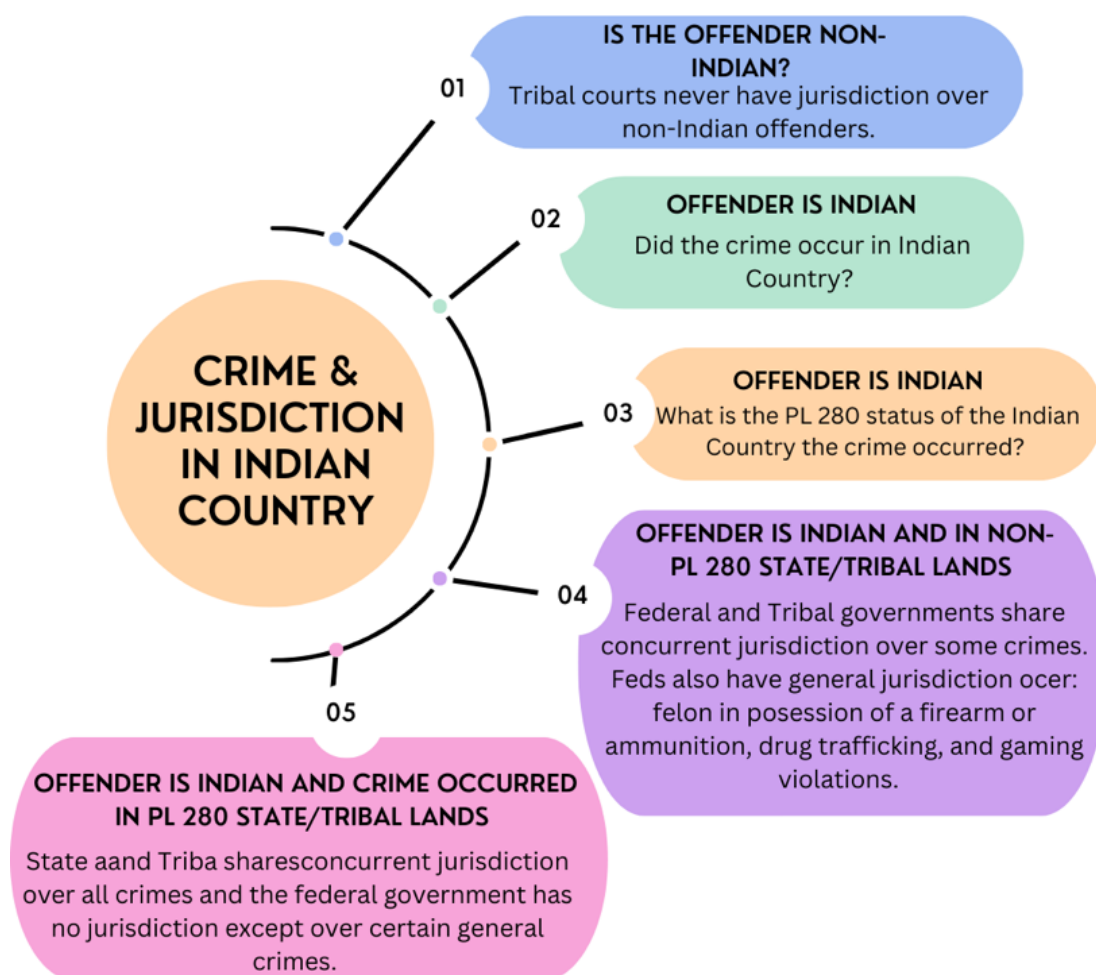 CRIME &
JURISDICTION
IN INDIAN
COUNTRY
01
IS THE OFFENDER NON-
INDIAN?
Tribal courts never have jurisdiction over
non-Indian offenders.
02
OFFENDER IS INDIAN
Did the crime occur in Indian
Country?
03
OFFENDER IS INDIAN
What is the PL 280 status of the Indian
Country the crime occurred?
04
OFFENDER IS INDIAN AND IN NON-
PL 280 STATE/TRIBAL LANDS
Federal and Tribal governments share
concurrent jurisdiction over some crimes.
Feds also have general jurisdiction ocer:
felon in posession of a firearm or
ammunition, drug trafficking, and gaming
violations.
05
OFFENDER IS INDIAN AND CRIME OCCURRED
IN PL 280 STATE/TRIBAL LANDS
State aand Triba sharesconcurrent jurisdiction
over all crimes and the federal government has
no jurisdiction except over certain general
crimes.